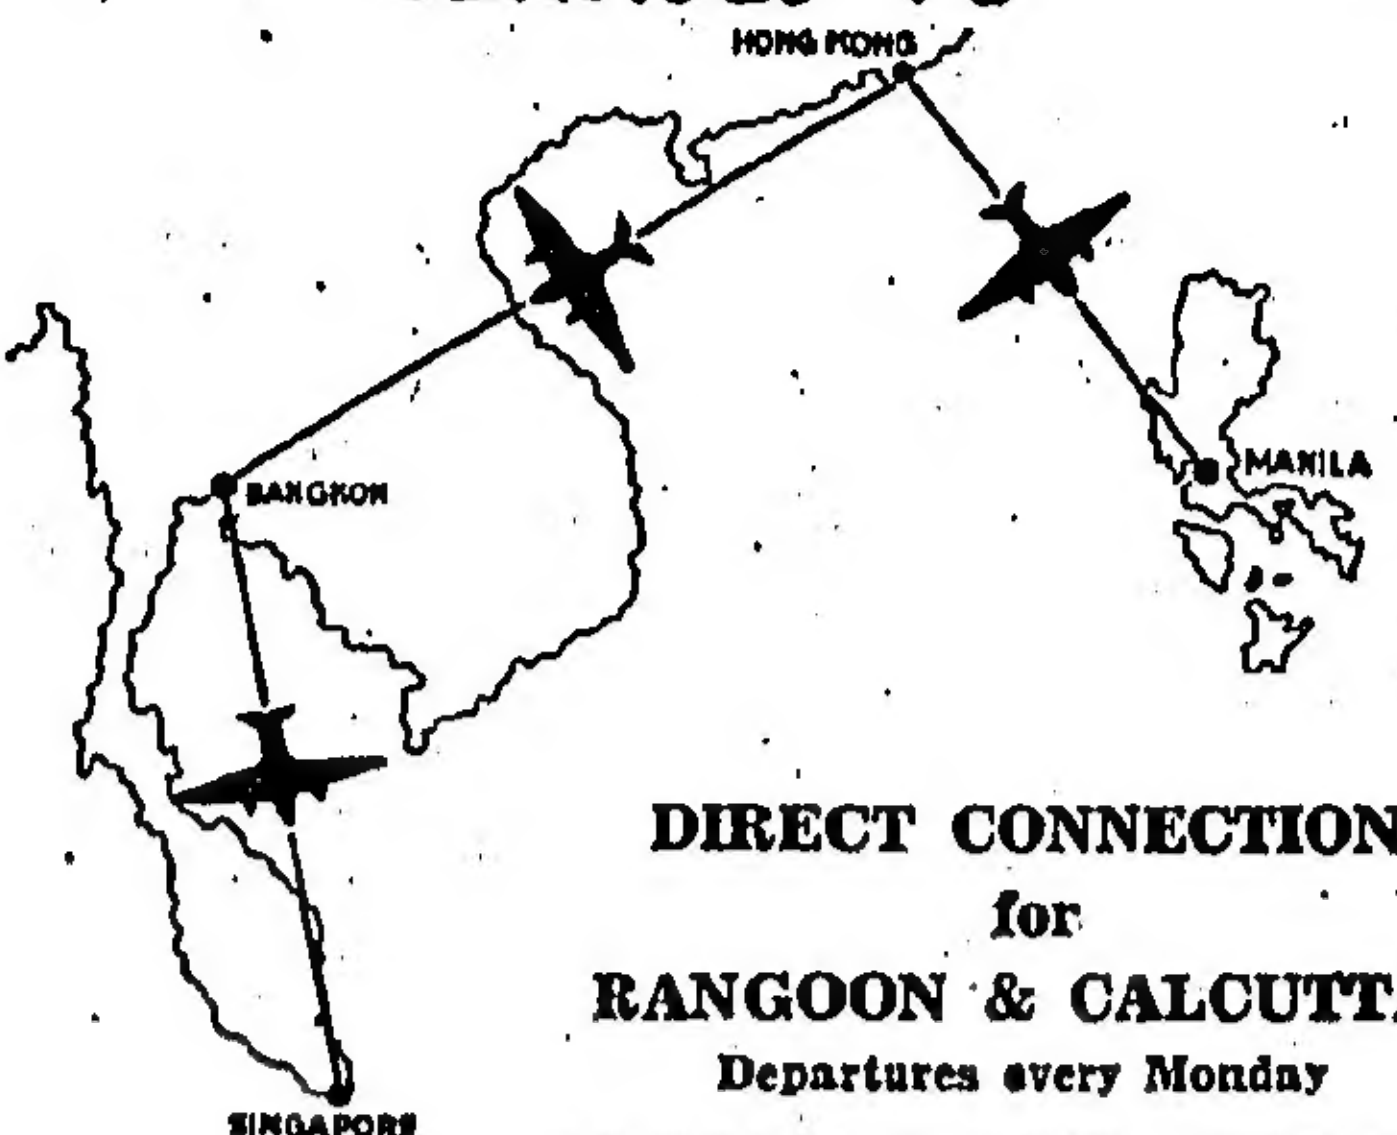 HONG KONG
MANILA
BANGKOK
DIRECT CONNECTION
for
RANGOON & CALCUTT
Departures every Monday
SINGAPORE